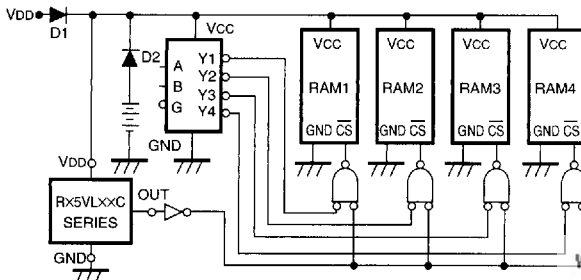 VDD
D1
D2
VCC
A
B
G
Y1
Y2
Y3
Y4
GND
VCC
RAM1
GND CS̅
VCC
RAM2
GND CS̅
VCC
RAM3
GND CS̅
VCC
RAM4
GND CS̅
VDD
R×5VL××C
SERIES
OUT
GND